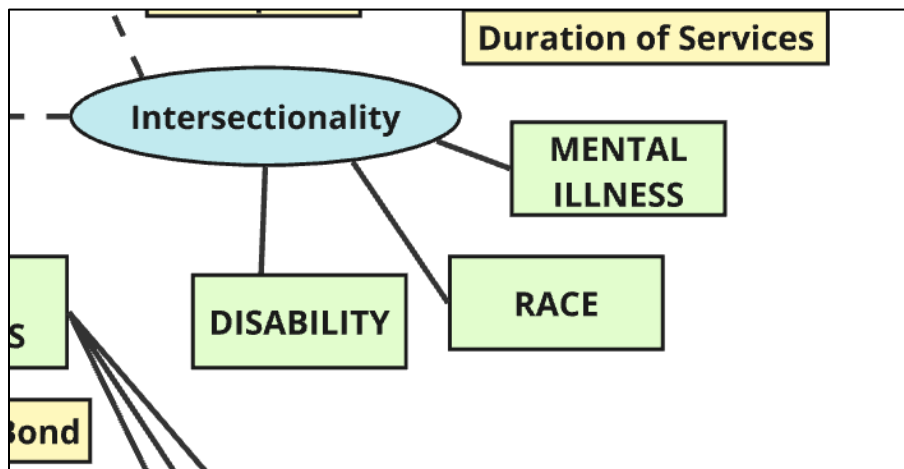 Duration of Services
Intersectionality
MENTAL
ILLNESS
RACE
DISABILITY
S
Bond